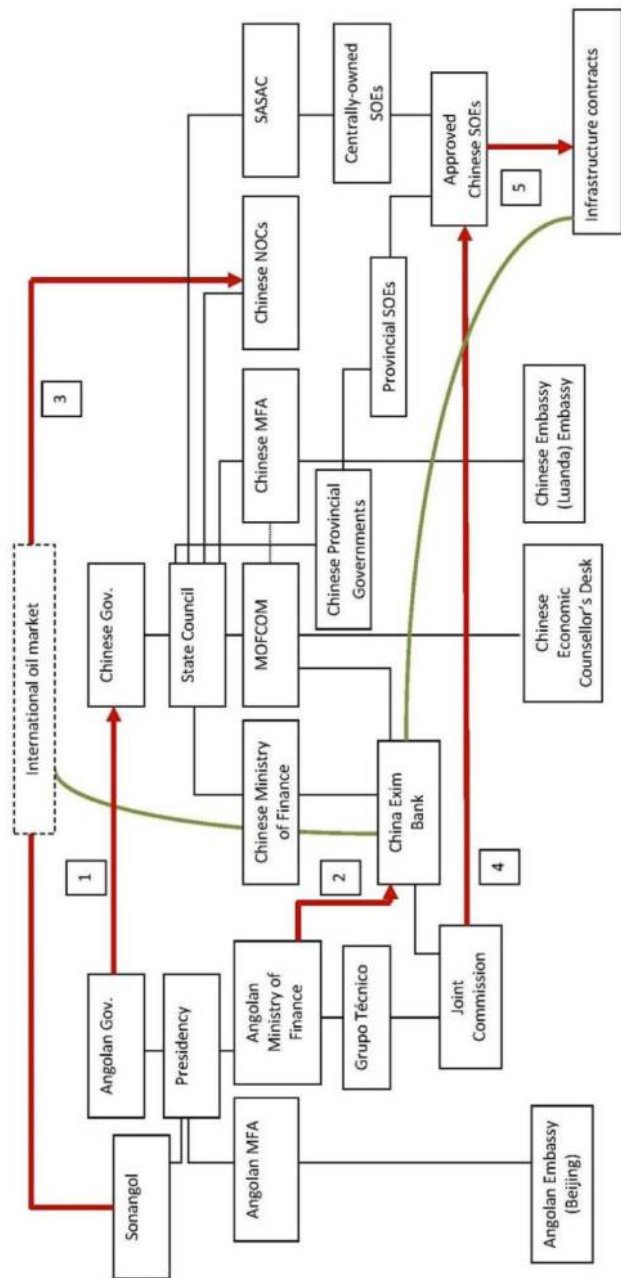 International oil market
3
1
Sonangol
Angolan Gov.
Chinese Gov.
Presidency
State Council
Angolan MFA
Angolan
Ministry of
Finance
Chinese Ministry
of Finance
MOFCOM
Chinese MFA
Chinese NOCs
SASAC
2
Grupo Técnico
Chinese Provincial
Governments
Centrally-owned
SOEs
Provincial SOEs
China Exim
Bank
Joint
Commission
4
Approved
Chinese SOEs
5
Angolan Embassy
(Beijing)
Chinese
Economic
Counsellor's Desk
Chinese Embassy
(Luanda) Embassy
Infrastructure contracts